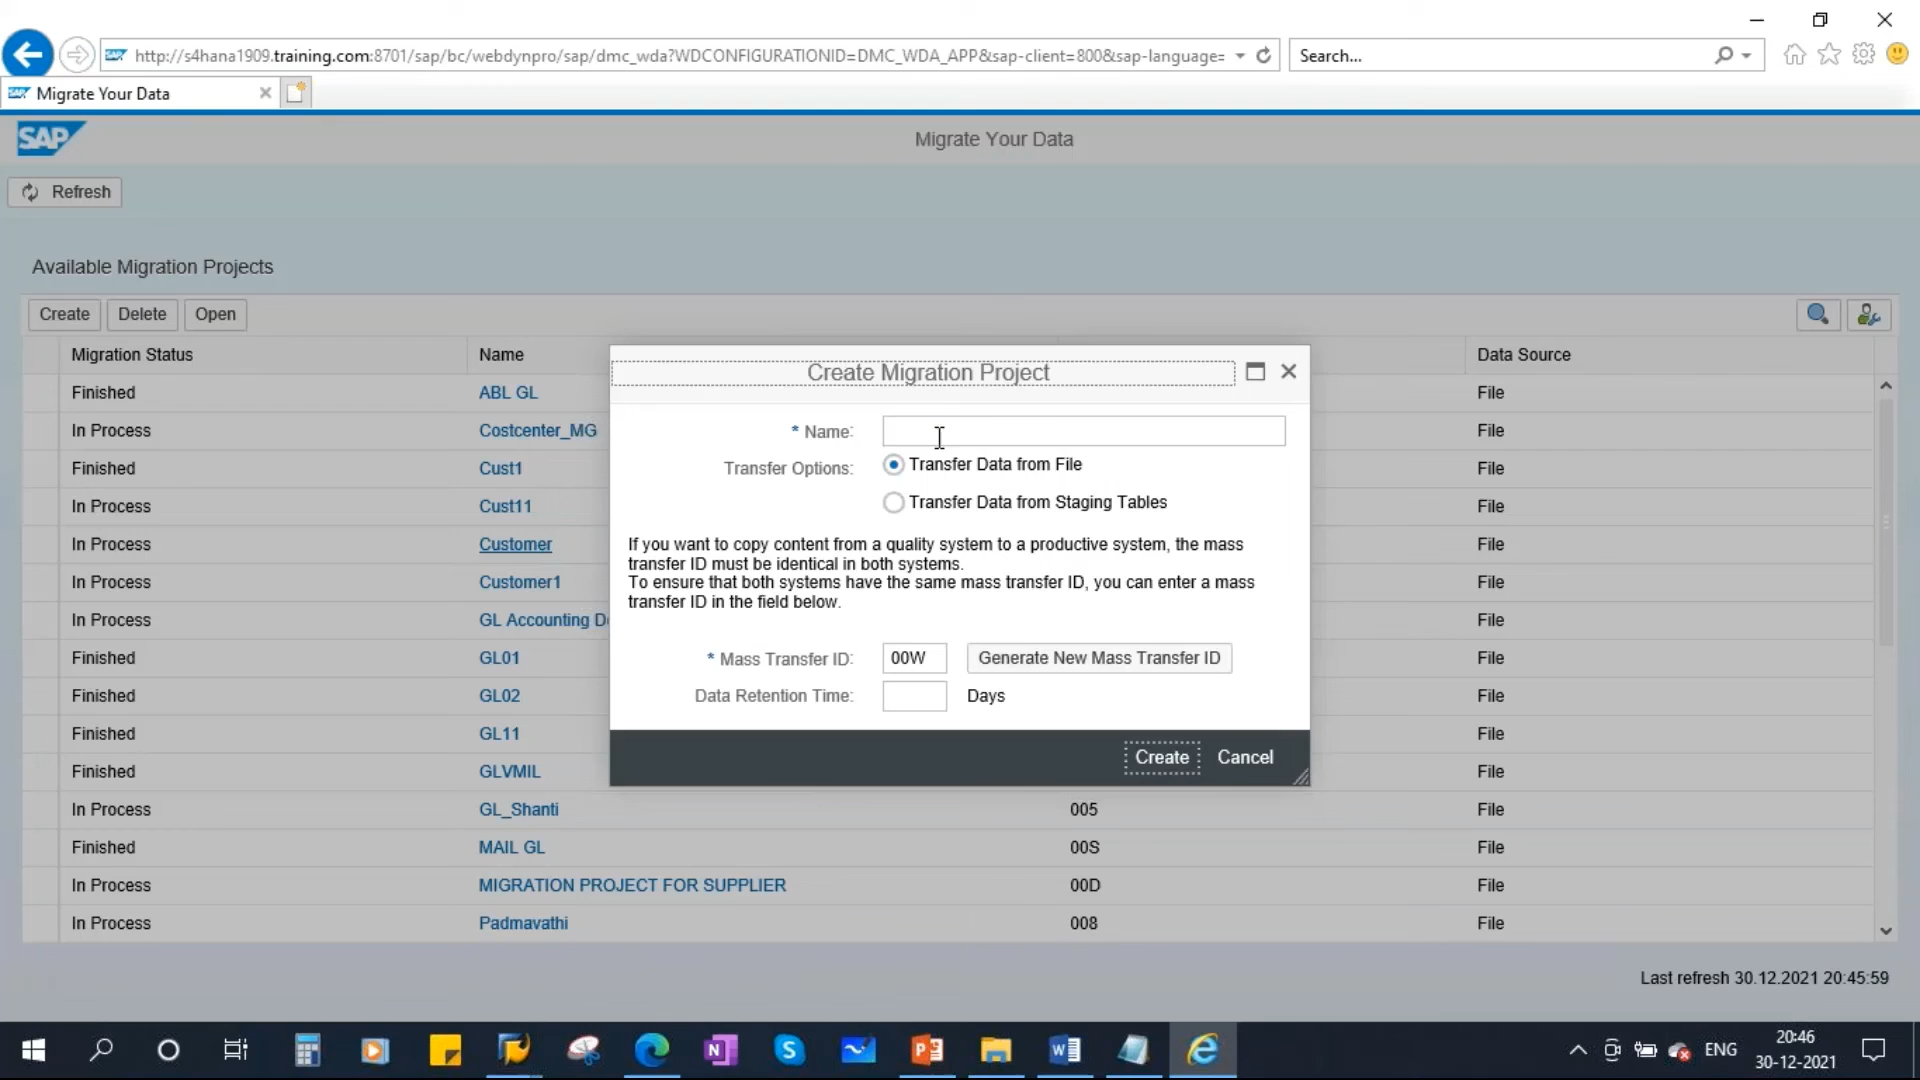 http://s4hana1909.training.com:8701/sap/bc/webdynpro/sap/dmc_wda?WDCONFIGURATIONID=DMC_WDA_APP&sap-client=800&sap-language=
Search...
Migrate Your Data
SAP
Migrate Your Data
Refresh
Available Migration Projects
Create Delete Open
Migration Status Name Data Source
Finished ABL GL File
In Process Costcenter_MG File
Finished Cust1 File
In Process Cust11 File
In Process Customer File
In Process Customer1 File
In Process GL Accounting D File
Finished GL01 File
Finished GL02 File
Finished GL11 File
Finished GLVMIL File
In Process GL_Shanti 005 File
Finished MAIL GL 00S File
In Process MIGRATION PROJECT FOR SUPPLIER 00D File
In Process Padmavathi 008 File
Create Migration Project
* Name:
Transfer Options: Transfer Data from File
Transfer Data from Staging Tables
If you want to copy content from a quality system to a productive system, the mass
transfer ID must be identical in both systems.
To ensure that both systems have the same mass transfer ID, you can enter a mass
transfer ID in the field below.
* Mass Transfer ID: 00W Generate New Mass Transfer ID
Data Retention Time: Days
Create Cancel
Last refresh 30.12.2021 20:45:59
ENG
20:46
30-12-2021